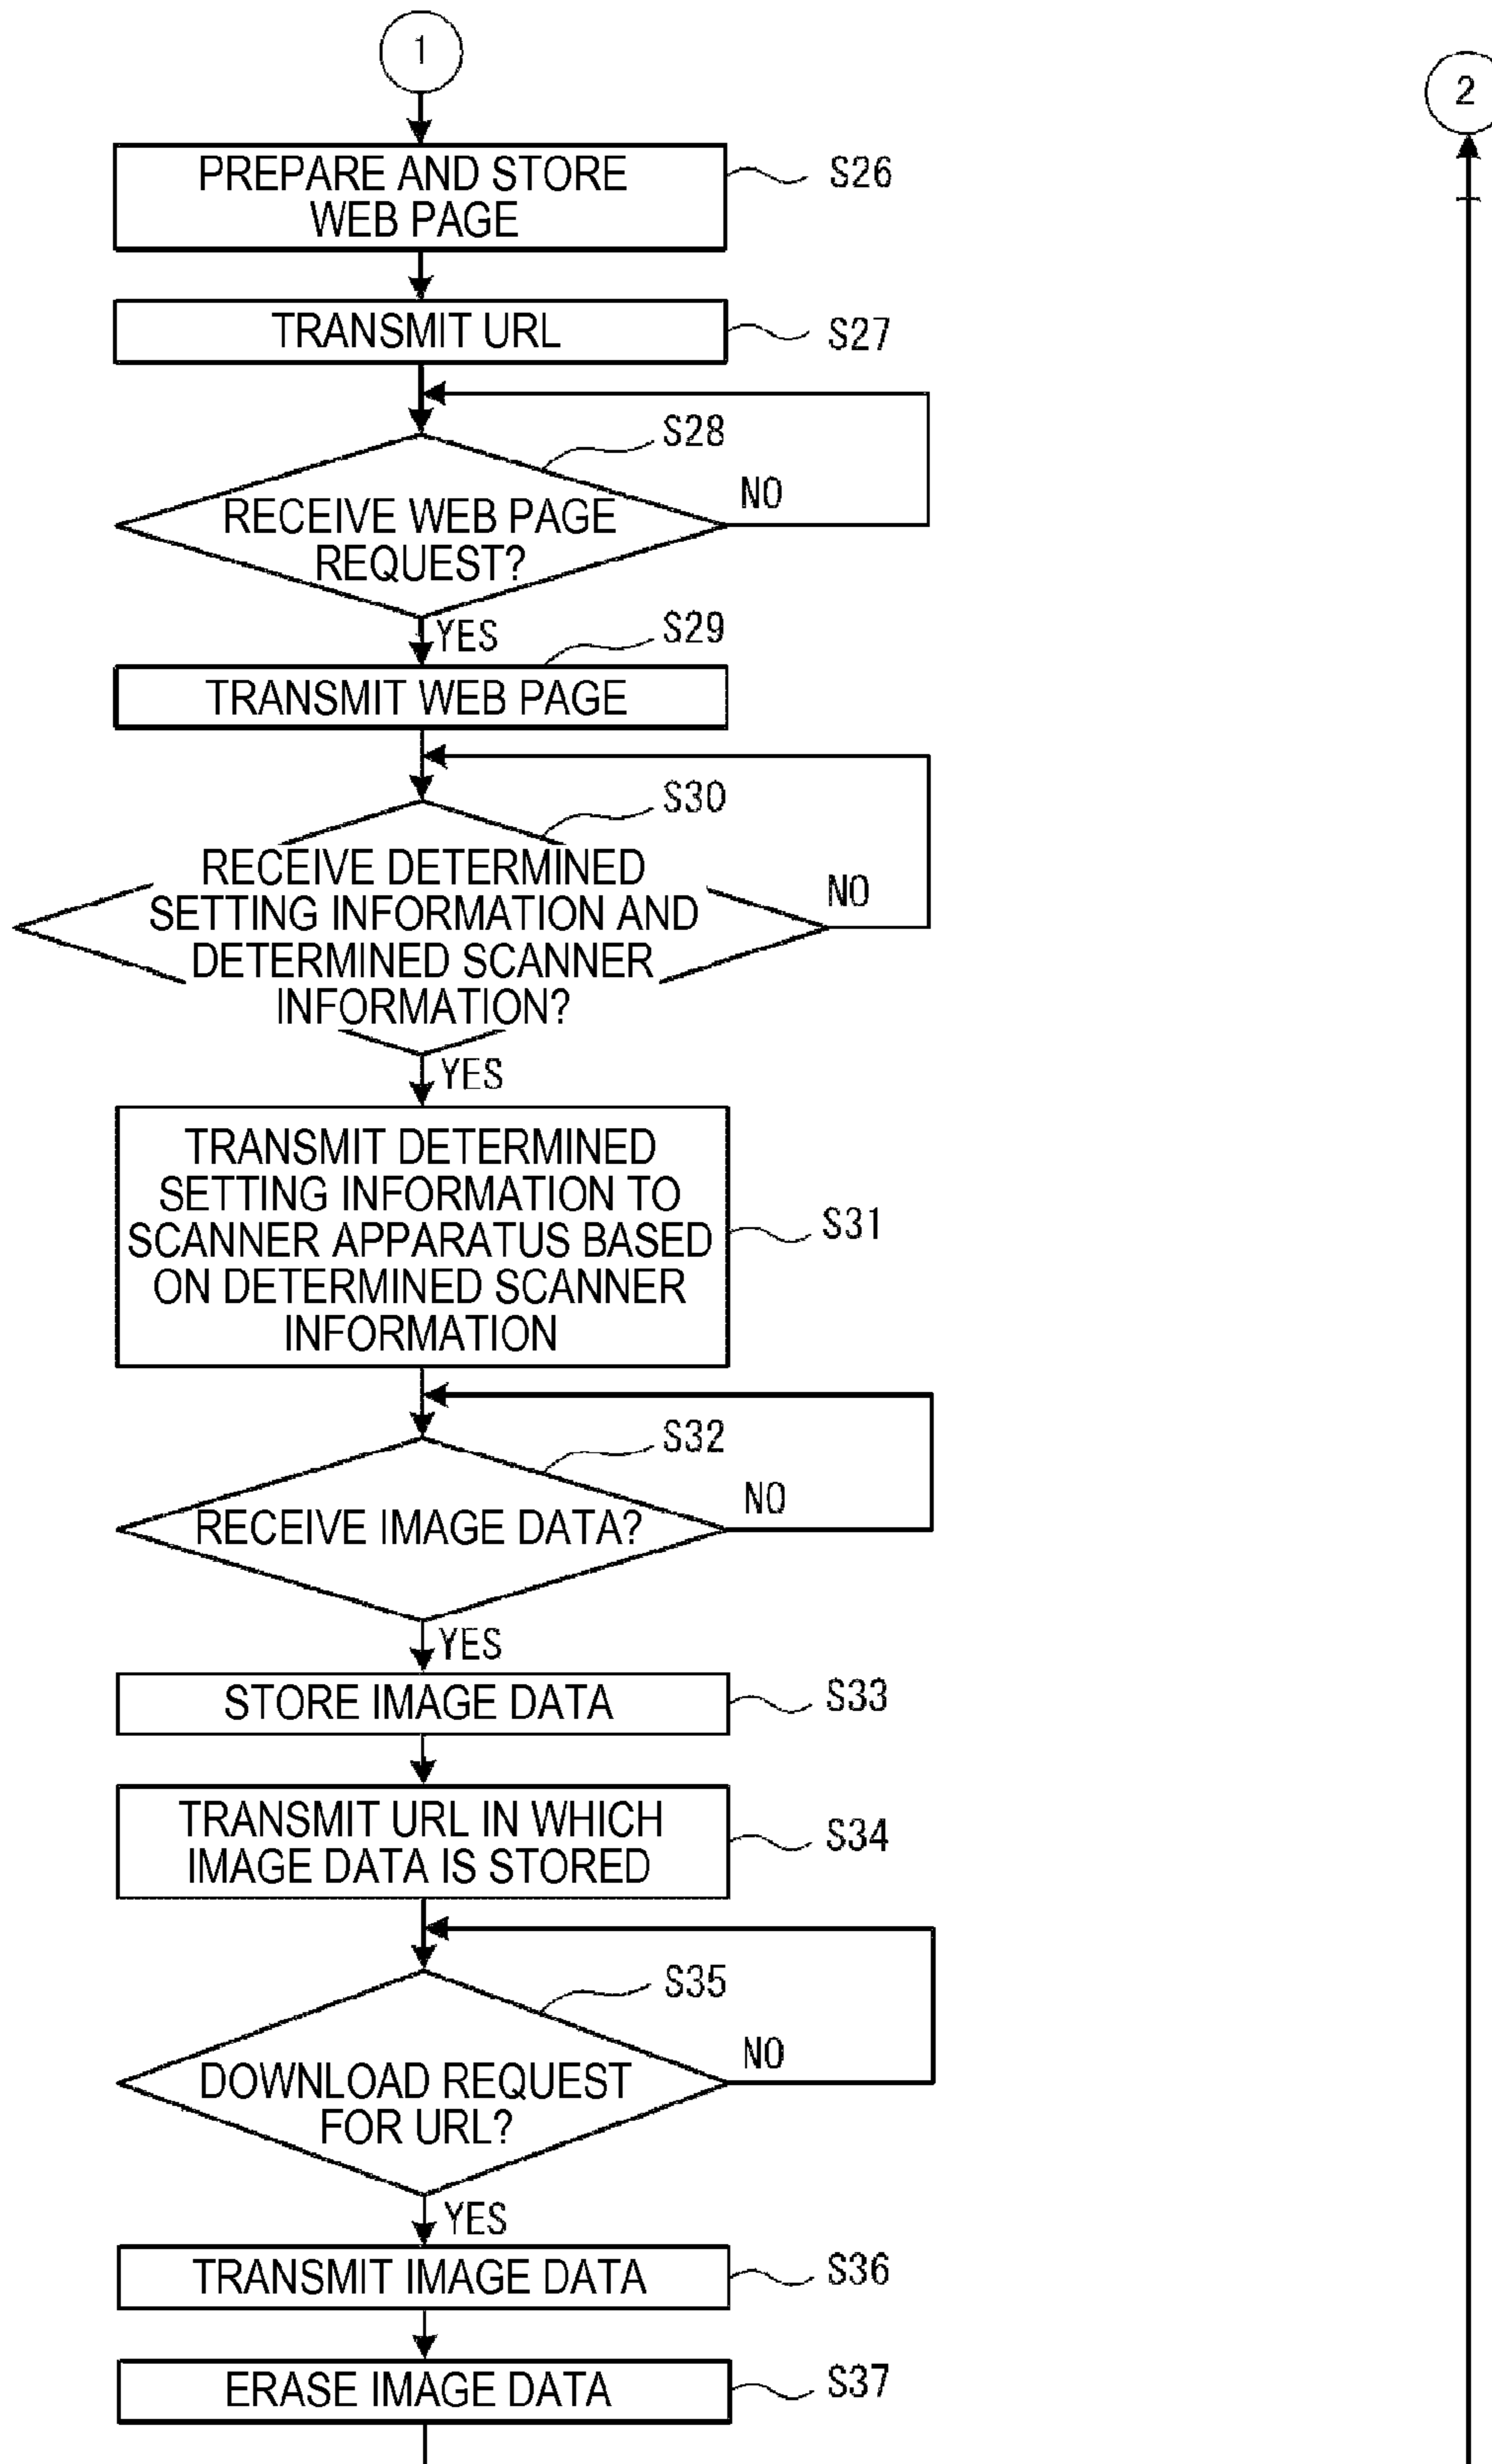 1
2
PREPARE AND STORE
WEB PAGE
S26
TRANSMIT URL
S27
S28
RECEIVE WEB PAGE
REQUEST?
NO
YES
S29
TRANSMIT WEB PAGE
S30
RECEIVE DETERMINED
SETTING INFORMATION AND
DETERMINED SCANNER
INFORMATION?
NO
YES
TRANSMIT DETERMINED
SETTING INFORMATION TO
SCANNER APPARATUS BASED
ON DETERMINED SCANNER
INFORMATION
S31
S32
RECEIVE IMAGE DATA?
NO
YES
STORE IMAGE DATA
S33
TRANSMIT URL IN WHICH
IMAGE DATA IS STORED
S34
S35
DOWNLOAD REQUEST
FOR URL?
NO
YES
TRANSMIT IMAGE DATA
S36
ERASE IMAGE DATA
S37